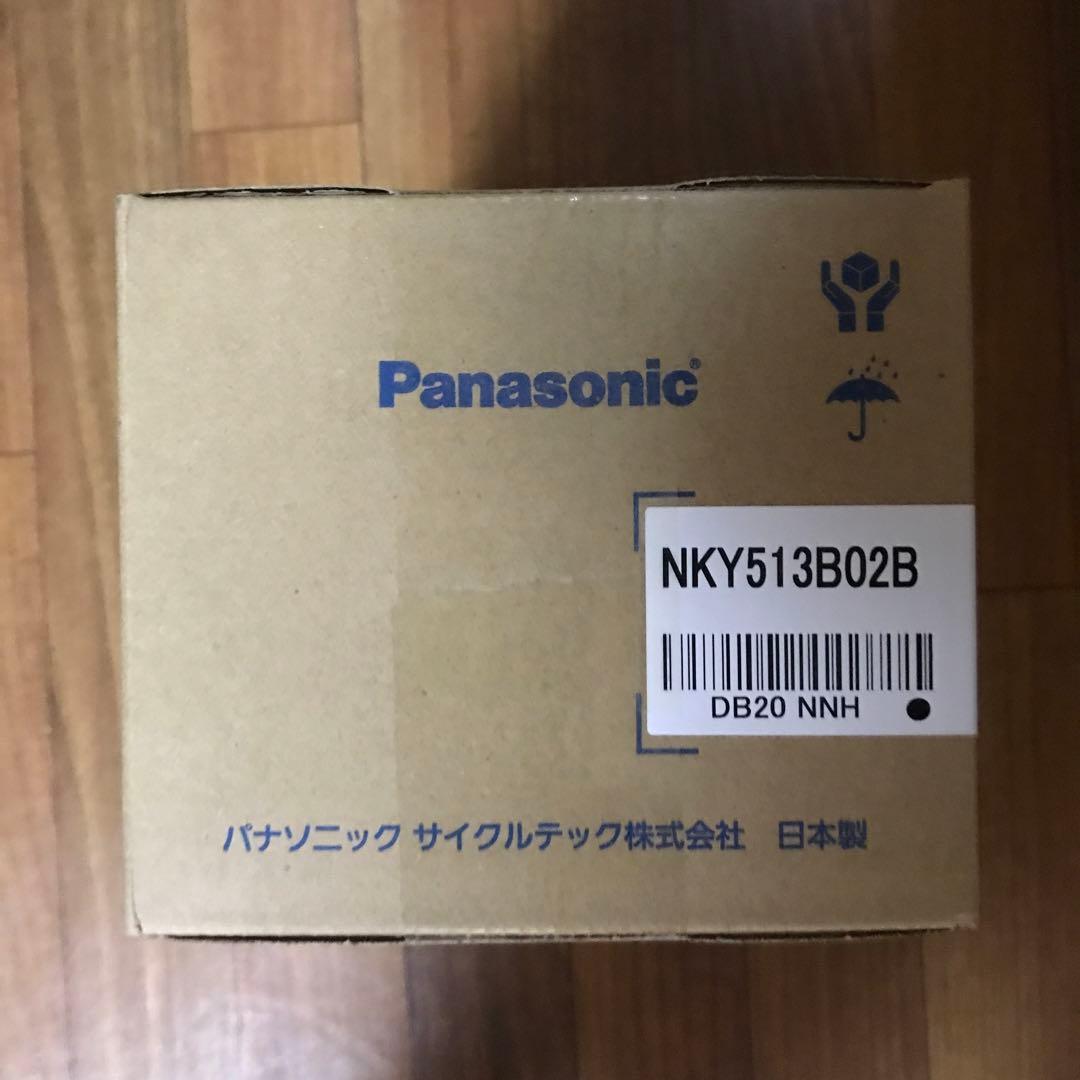 Panasonic®
NKY513B02B
DB20 NNH
パナソニック サイクルテック株式会社 日本製